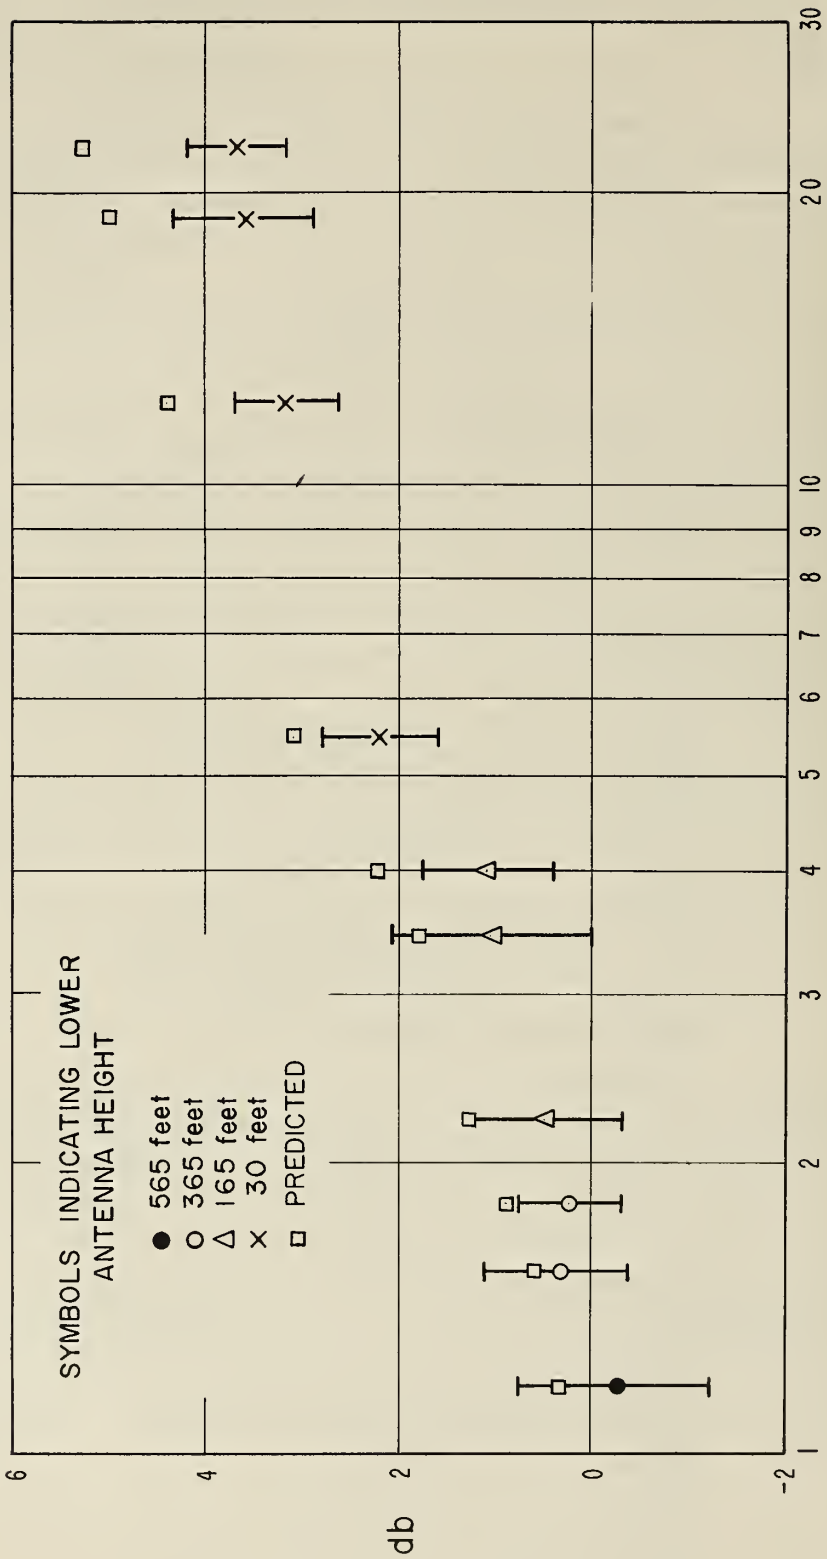 SYMBOLS INDICATING LOWER
ANTENNA HEIGHT
● 565 feet
○ 365 feet
△ 165 feet
× 30 feet
□ PREDICTED
6
4
2
0
-2
db
1
2
3
4
5
6
7
8
9
10
20
30